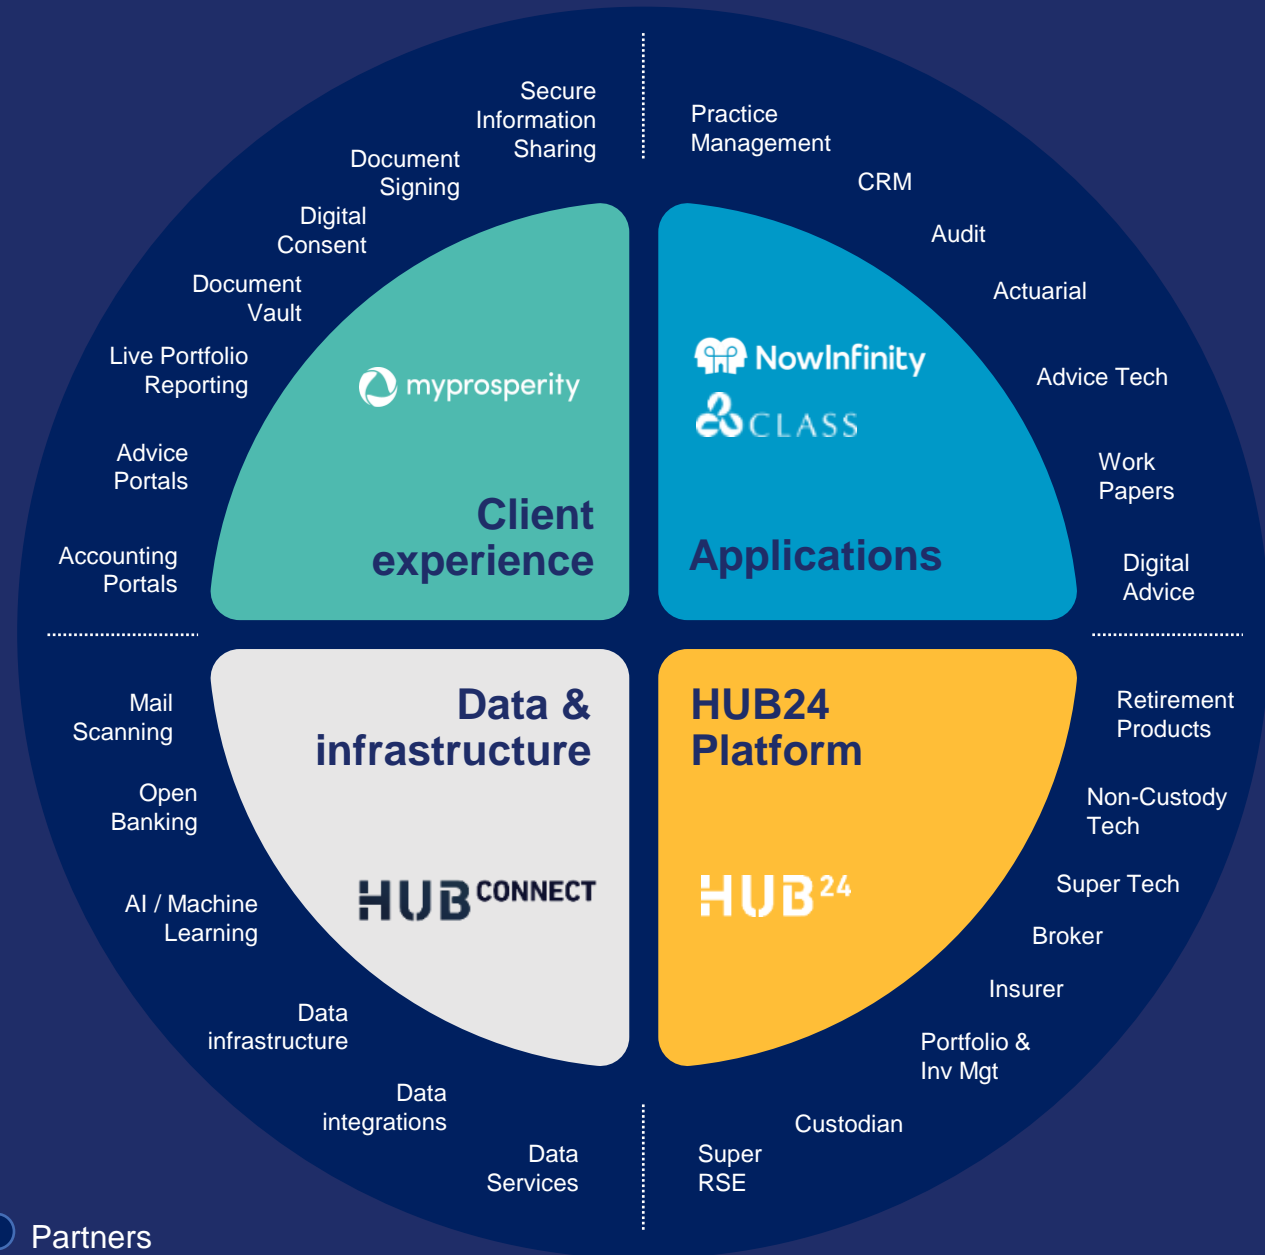 Secure
Information
Sharing
Document
Signing
Digital
Consent
Document
Vault
Live Portfolio
Reporting
Advice
Portals
Accounting
Portals
myprosperity
Client
experience
Practice
Management
CRM
Audit
Actuarial
Advice Tech
Work
Papers
Digital
Advice
NowInfinity
CLASS
Applications
Mail
Scanning
Open
Banking
AI / Machine
Learning
Data
infrastructure
Data
integrations
Data
Services
Data &
infrastructure
HUB CONNECT
HUB24
Platform
HUB24
Retirement
Products
Non-Custody
Tech
Super Tech
Broker
Insurer
Portfolio &
Inv Mgt
Custodian
Super
RSE
Partners